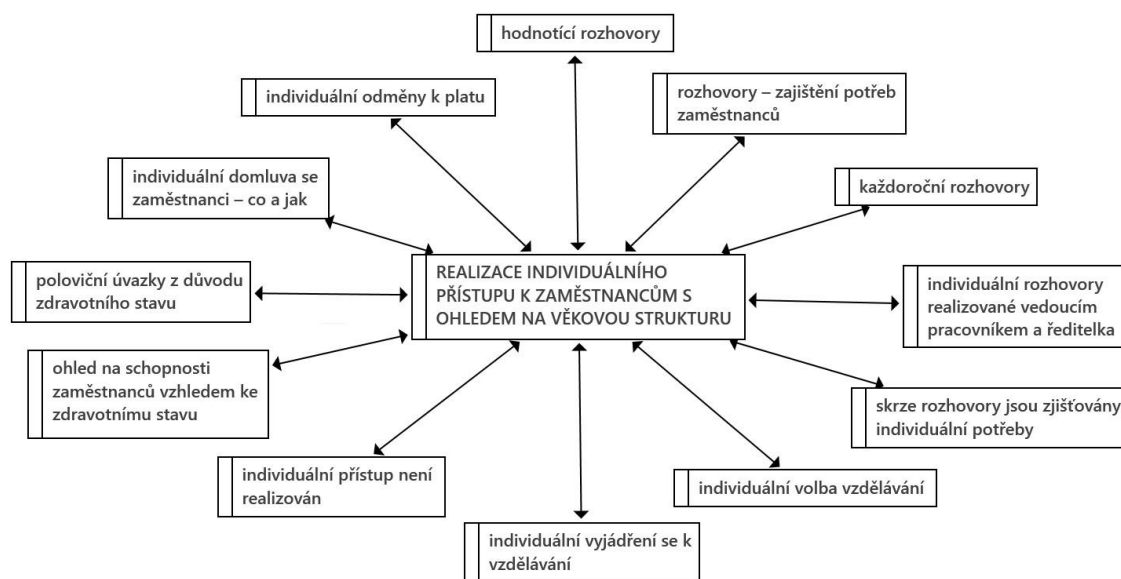 hodnotící rozhovory
individuální odměny k platu
rozhovory – zajištění potřeb
zaměstnanců
individuální domluva se
zaměstnanci – co a jak
každoroční rozhovory
poloviční úvazky z důvodu
zdravotního stavu
REALIZACE INDIVIDUÁLNÍHO
PŘÍSTUPU K ZAMĚSTNANCŮM S
OHLEDEM NA VĚKOVOU STRUKTURU
individuální rozhovory
realizované vedoucím
pracovníkem a ředitelka
ohled na schopnosti
zaměstnanců vzhledem ke
zdravotnímu stavu
skrze rozhovory jsou zjišťovány
individuální potřeby
individuální přístup není
realizován
individuální volba vzdělávání
individuální vyjádření se k
vzdělávání